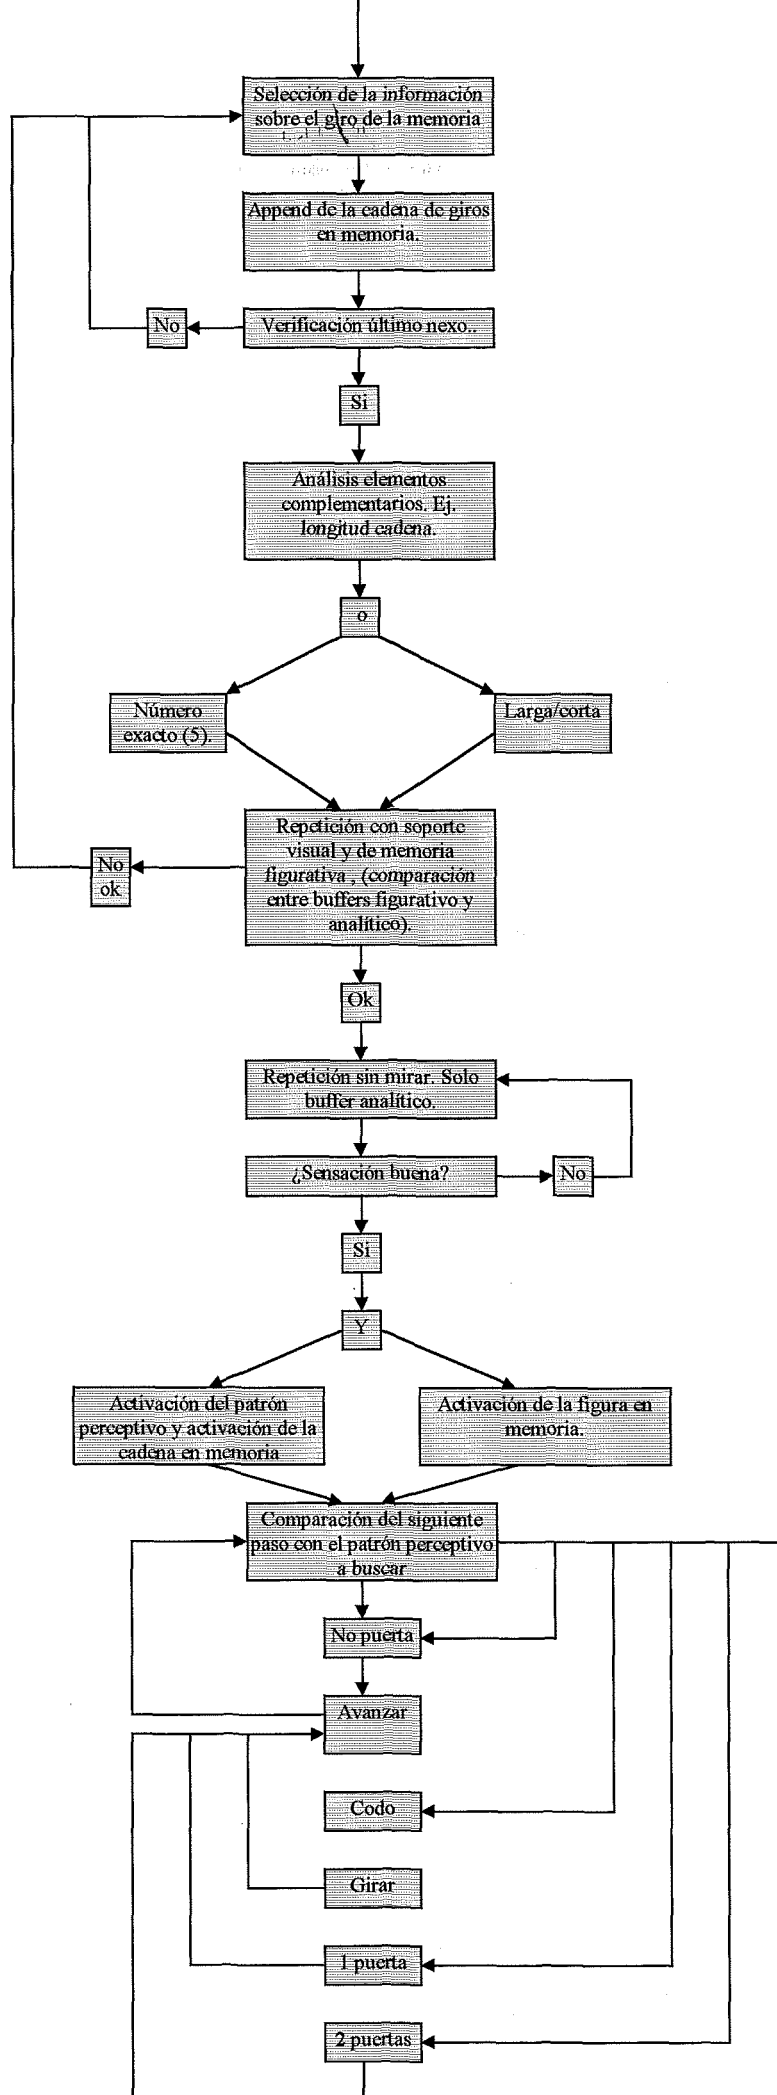 Selección de la información
sobre el giro de la memoria
Append de la cadena de giros
en memoria.
No
Verificación último nexo..
Si
Análisis elementos
complementarios. Ej.
longitud cadena.
o
Número
exacto (5).
Larga/corta
Repetición con soporte
visual y de memoria
figurativa , (comparación
entre buffers figurativo y
analítico).
No
ok
Ok
Repetición sin mirar. Solo
buffer analítico.
¿Sensación buena?
No
Si
Y
Activación del patrón
perceptivo y activación de la
cadena en memoria
Activación de la figura en
memoria.
Comparación del siguiente
paso con el patrón perceptivo
a buscar
No puerta
Avanzar
Codo
Girar
1 puerta
2 puertas